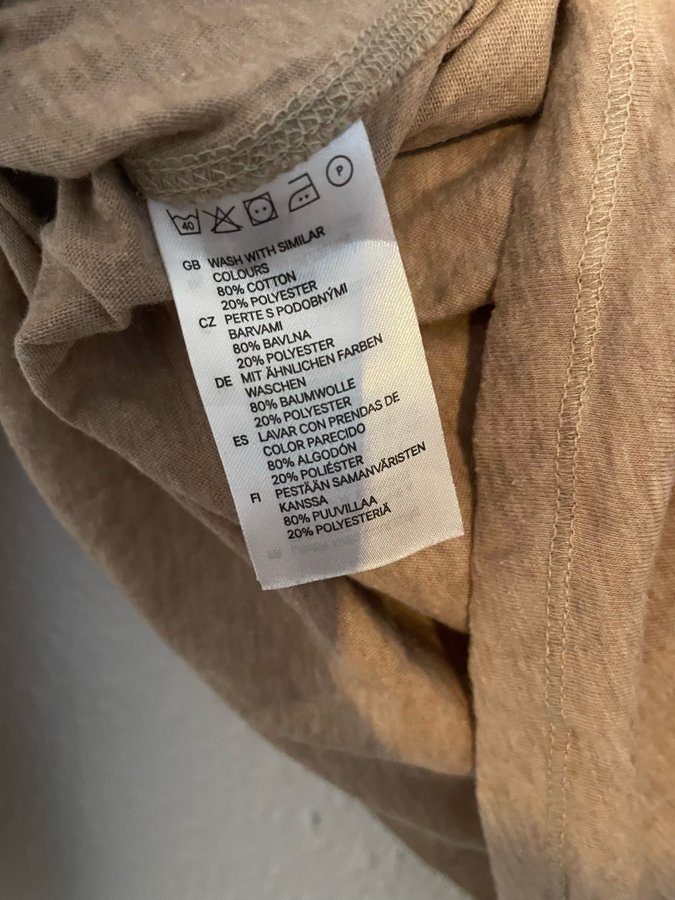 40 P
GB WASH WITH SIMILAR
COLOURS
80% COTTON
20% POLYESTER
CZ PERTE S PODOBNÝMI
BARVAMI
80% BAVLNA
20% POLYESTER
DE MIT ÄHNLICHEN FARBEN
WASCHEN
80% BAUMWOLLE
20% POLYESTER
ES LAVAR CON PRENDAS DE
COLOR PARECIDO
80% ALGODÓN
20% POLIÉSTER
FI PESTÄÄN SAMANVÄRISTEN
KANSSA
80% PUUVILLAA
20% POLYESTERIÄ